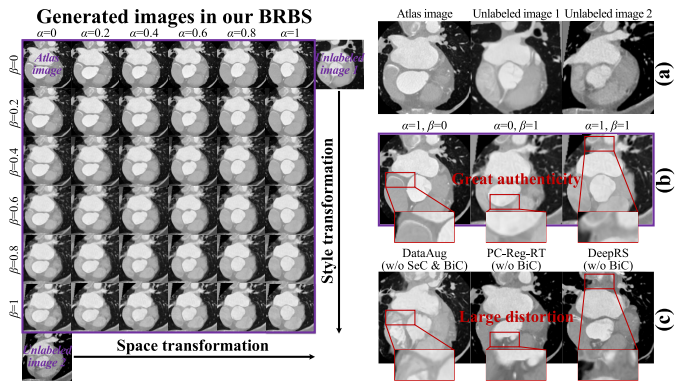 Generated images in our BRBS
α=0 α=0.2 α=0.4 α=0.6 α=0.8 α=1
β=0
Atlas
image
Unlabeled
image 1
β=0.2
β=0.4
β=0.6
β=0.8
β=1
Style transformation
Unlabeled
image 2
Space transformation
Atlas image Unlabeled image 1 Unlabeled image 2
(a)
α=1, β=0 α=0, β=1 α=1, β=1
Great authenticity
(b)
DataAug PC-Reg-RT DeepRS
(w/o SeC & BiC) (w/o BiC) (w/o BiC)
Large distortion
(c)